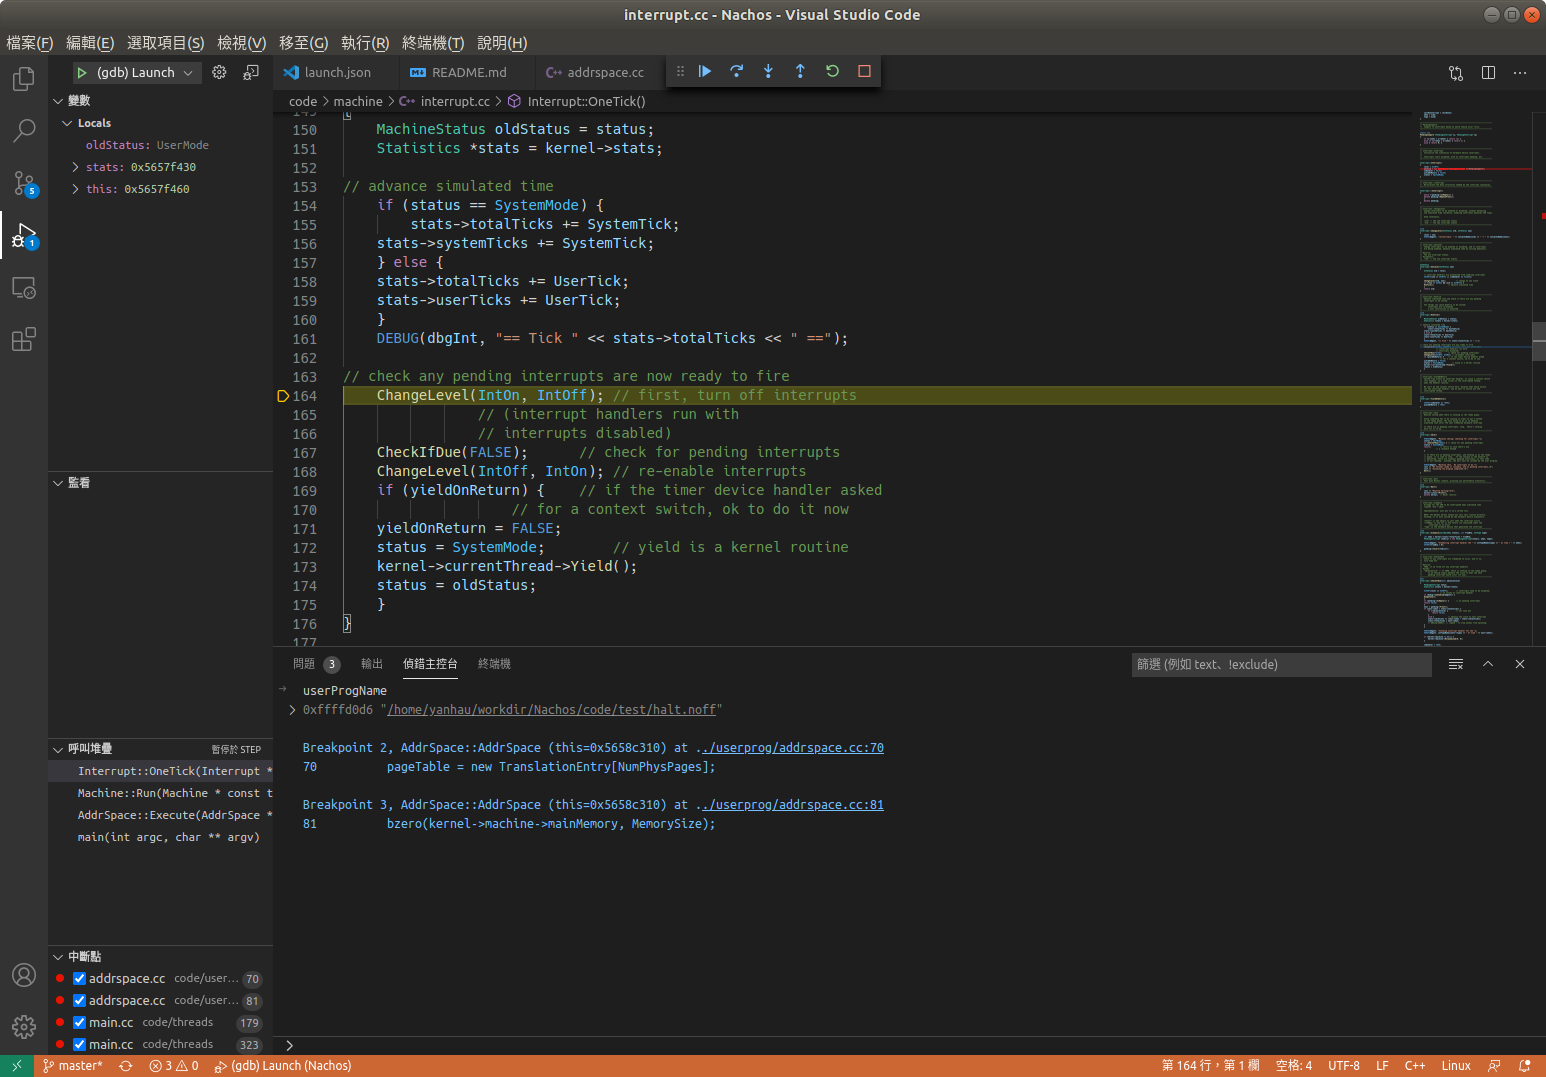 interrupt.cc - Nachos - Visual Studio Code
檔案(F) 編輯(E) 選取項目(S) 檢視(V) 移至(G) 執行(R) 終端機(T) 說明(H)
(gdb) Launch
launch.json
README.md
addrspace.cc
變數
Locals
oldStatus: UserMode
stats: 0x5657f430
this: 0x5657f460
監看
呼叫堆疊 暫停於 STEP
Interrupt::OneTick(Interrupt *
Machine::Run(Machine * const t
AddrSpace::Execute(AddrSpace *
main(int argc, char ** argv)
中斷點
addrspace.cc code/user... 70
addrspace.cc code/user... 81
main.cc code/threads 179
main.cc code/threads 323
5
1
code > machine > interrupt.cc > Interrupt::OneTick()
149 {
150 MachineStatus oldStatus = status;
151 Statistics *stats = kernel->stats;
152
153 // advance simulated time
154 if (status == SystemMode) {
155 stats->totalTicks += SystemTick;
156 stats->systemTicks += SystemTick;
157 } else {
158 stats->totalTicks += UserTick;
159 stats->userTicks += UserTick;
160 }
161 DEBUG(dbgInt, "== Tick " << stats->totalTicks << " ==");
162
163 // check any pending interrupts are now ready to fire
164 ChangeLevel(IntOn, IntOff); // first, turn off interrupts
165 // (interrupt handlers run with
166 // interrupts disabled)
167 CheckIfDue(FALSE); // check for pending interrupts
168 ChangeLevel(IntOff, IntOn); // re-enable interrupts
169 if (yieldOnReturn) { // if the timer device handler asked
170 // for a context switch, ok to do it now
171 yieldOnReturn = FALSE;
172 status = SystemMode; // yield is a kernel routine
173 kernel->currentThread->Yield();
174 status = oldStatus;
175 }
176 }
177
問題 3 輸出 偵錯主控台 終端機
篩選 (例如 text、!exclude)
userProgName
0xffffd0d6 "/home/yanhau/workdir/Nachos/code/test/halt.noff"
Breakpoint 2, AddrSpace::AddrSpace (this=0x5658c310) at ../userprog/addrspace.cc:70
70 pageTable = new TranslationEntry[NumPhysPages];
Breakpoint 3, AddrSpace::AddrSpace (this=0x5658c310) at ../userprog/addrspace.cc:81
81 bzero(kernel->machine->mainMemory, MemorySize);
master* 3 0 (gdb) Launch (Nachos) 第 164 行，第 1 欄 空格: 4 UTF-8 LF C++ Linux